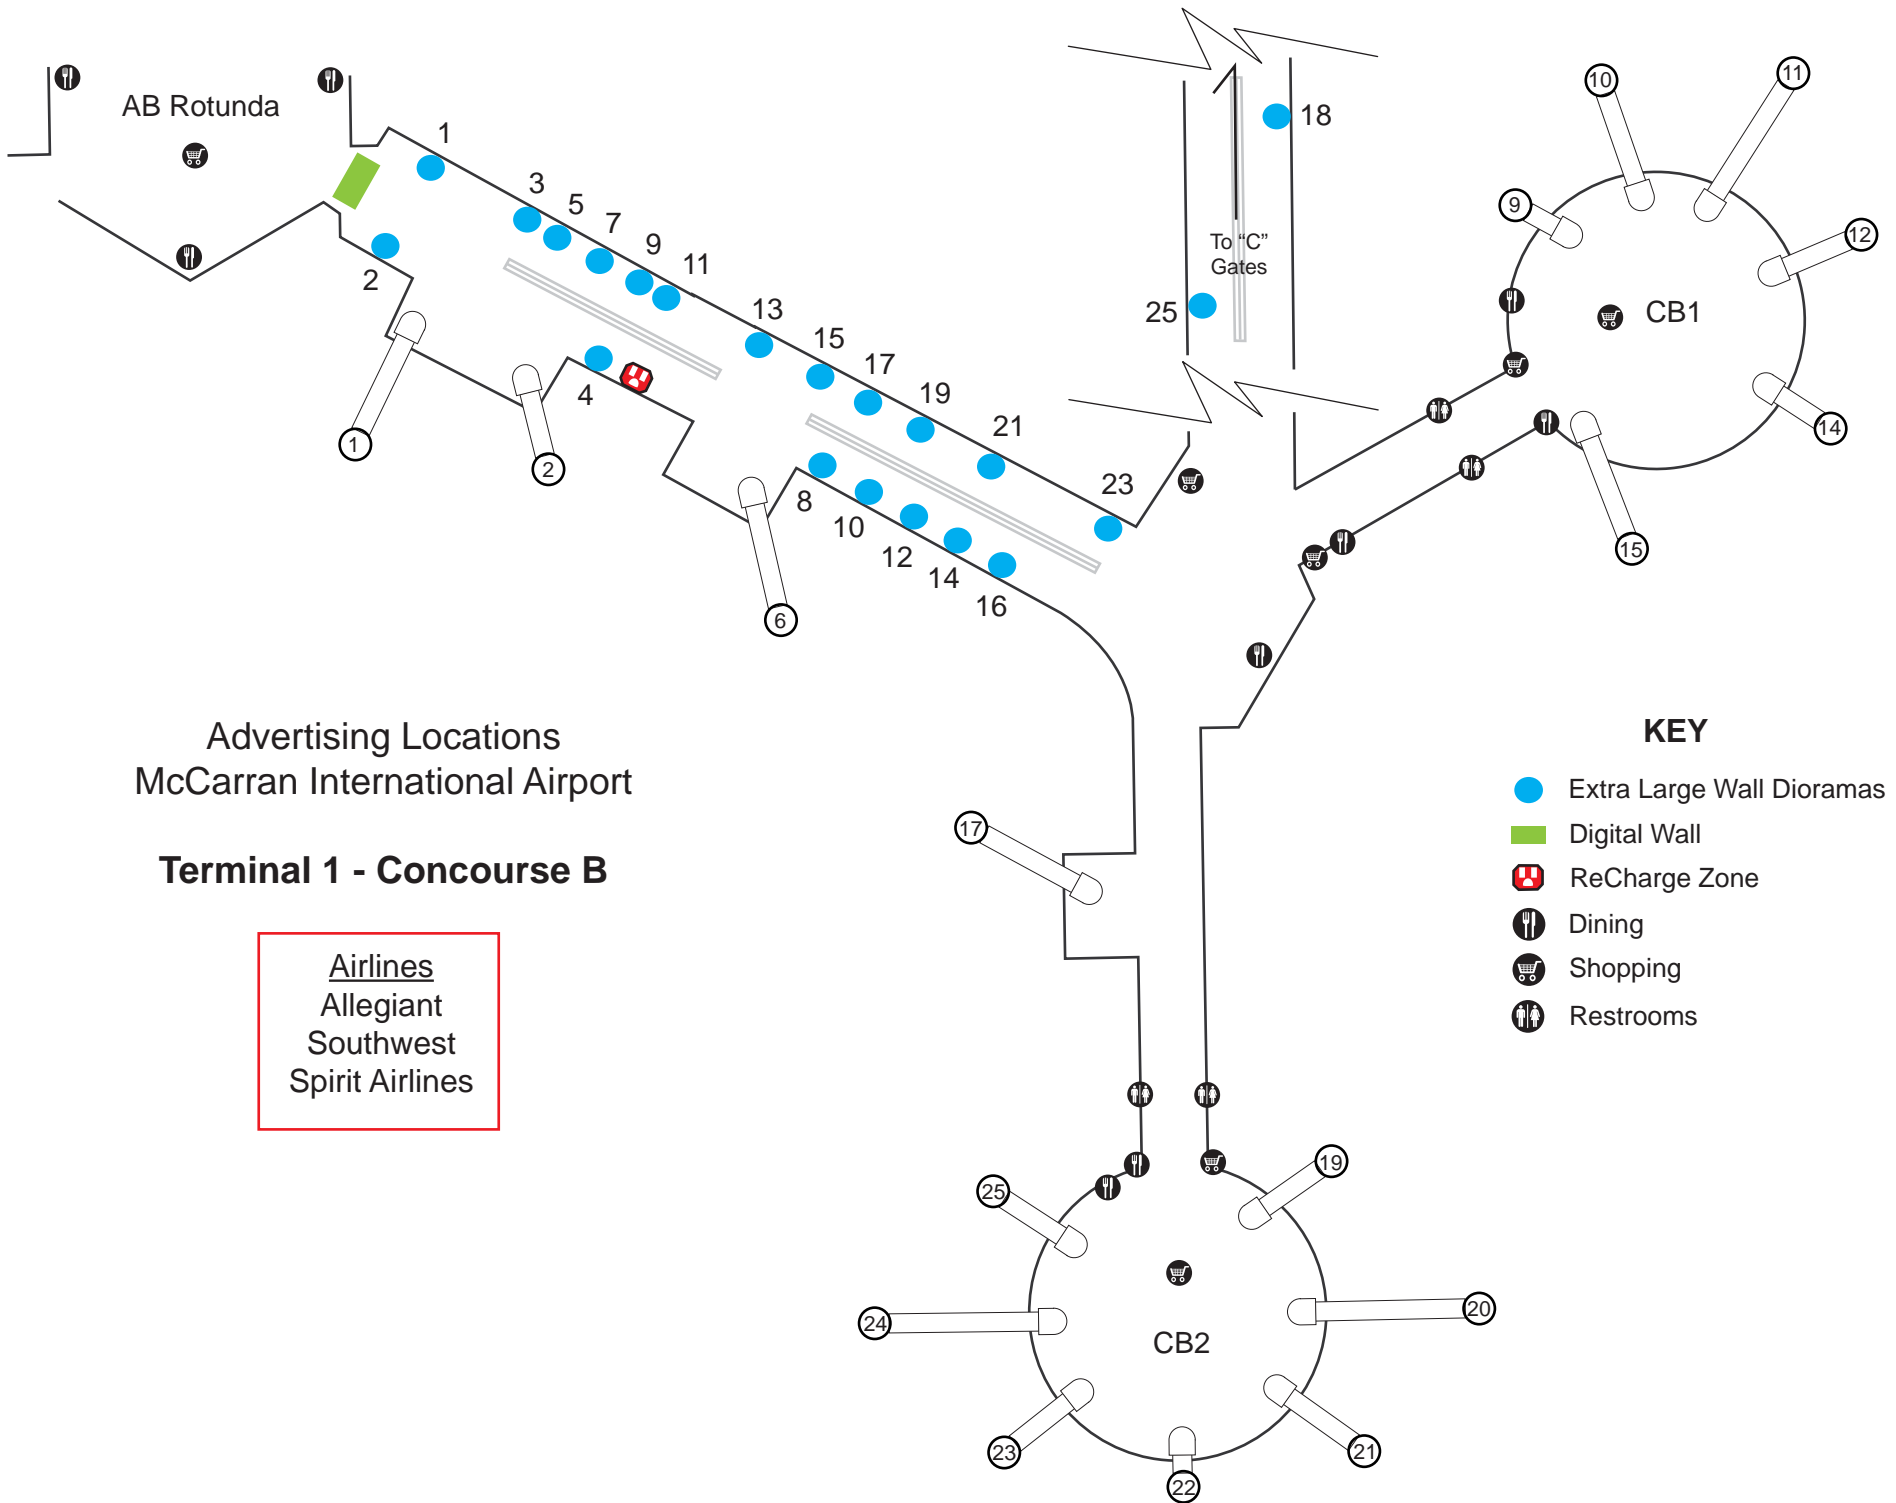 AB Rotunda
1
3
5
7
9
11
13
15
17
19
21
23
2
4
8
10
12
14
16
18
To "C"
Gates
25
1
2
6
10
11
9
12
CB1
14
15
17
Advertising Locations
McCarran International Airport
Terminal 1 - Concourse B
Airlines
Allegiant
Southwest
Spirit Airlines
KEY
Extra Large Wall Dioramas
Digital Wall
ReCharge Zone
Dining
Shopping
Restrooms
19
25
20
24
CB2
23
21
22